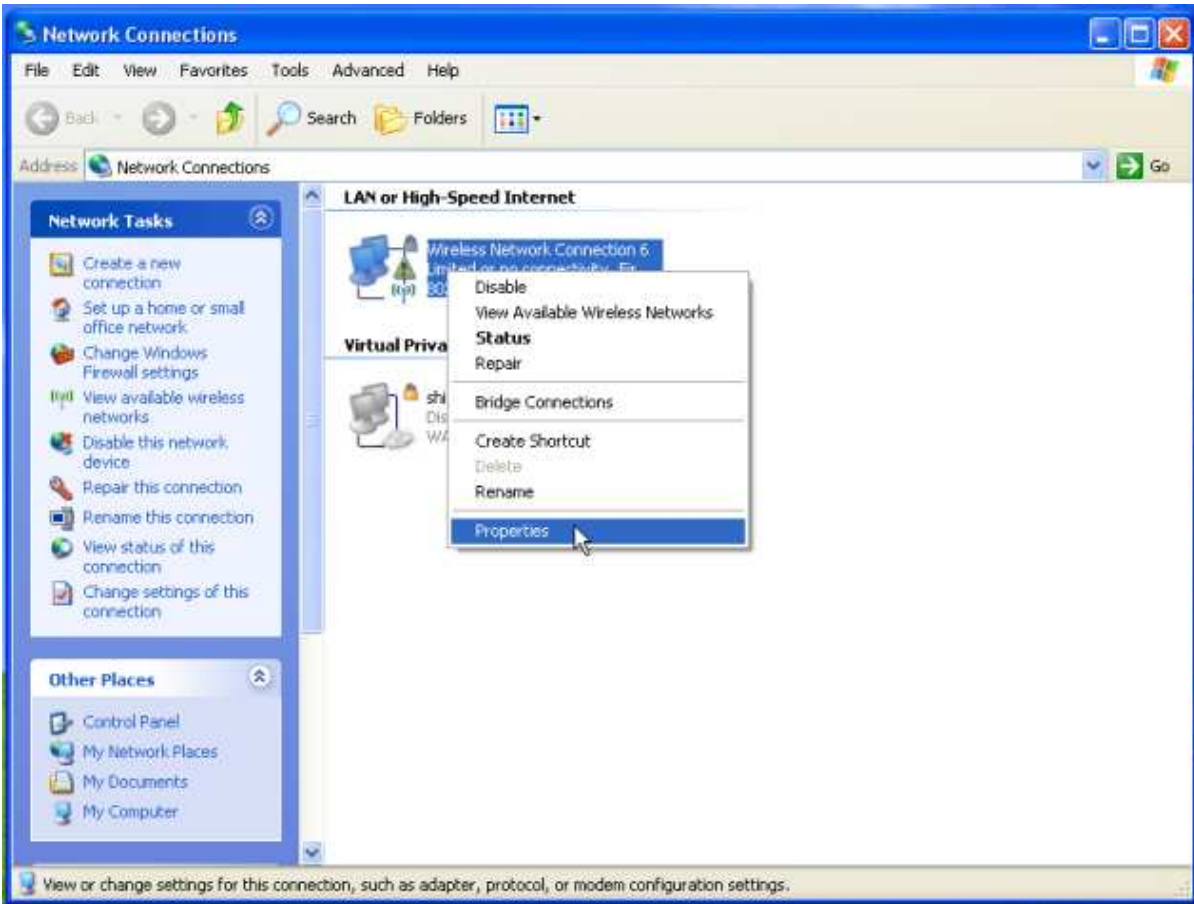 Network Connections
File Edit View Favorites Tools Advanced Help
Back Search Folders
Address Network Connections Go
Network Tasks
Create a new
connection
Set up a home or small
office network
Change Windows
Firewall settings
View available wireless
networks
Disable this network
device
Repair this connection
Rename this connection
View status of this
connection
Change settings of this
connection
Other Places
Control Panel
My Network Places
My Documents
My Computer
LAN or High-Speed Internet
Wireless Network Connection 6
Limited or no connectivity, Fir
Disable
View Available Wireless Networks
Status
Repair
Bridge Connections
Create Shortcut
Delete
Rename
Properties
View or change settings for this connection, such as adapter, protocol, or modem configuration settings.